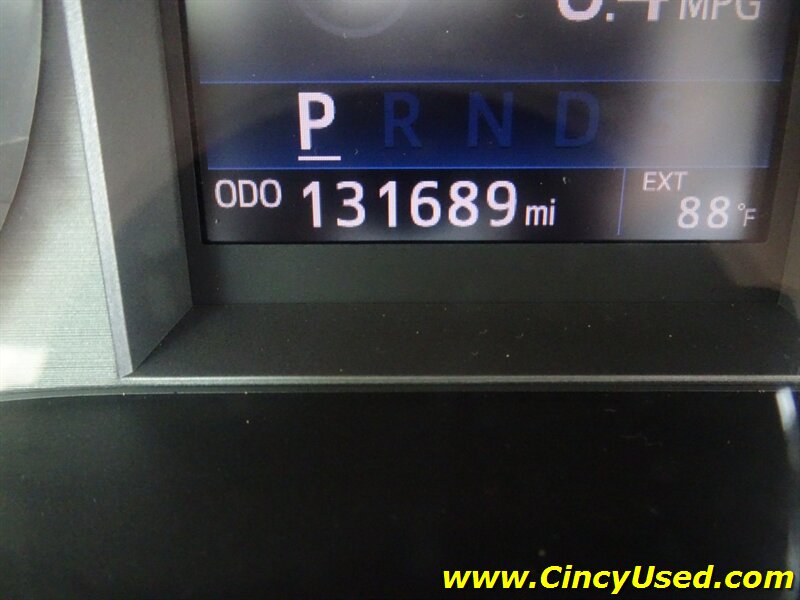 MPG
P R N D
ODO 131689 mi
EXT
88°F
www.CincyUsed.com